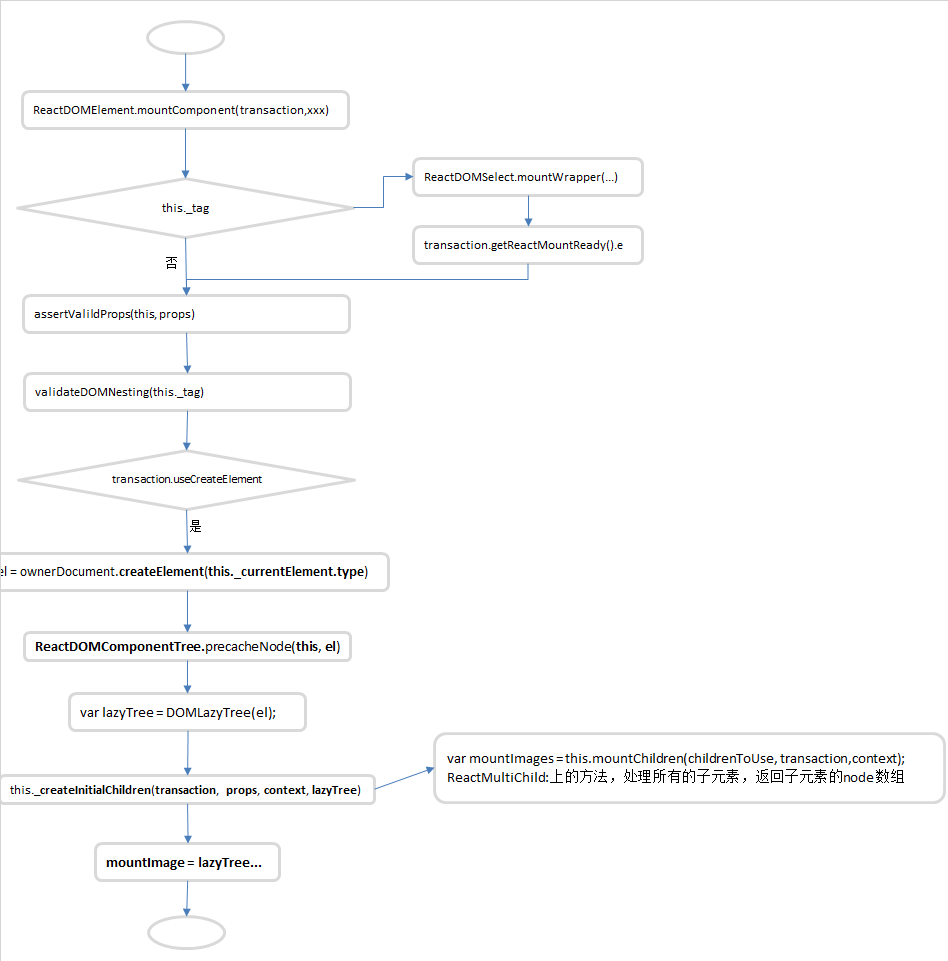 ReactDOMElement.mountComponent(transaction,xxx)
this._tag
ReactDOMSelect.mountWrapper(...)
transaction.getReactMountReady().e
否
assertValildProps(this, props)
validateDOMNesting(this._tag)
transaction.useCreateElement
是
el = ownerDocument.createElement(this._currentElement.type)
ReactDOMComponentTree.precacheNode(this, el)
var lazyTree = DOMLazyTree(el);
this._createInitialChildren(transaction, props, context, lazyTree)
var mountImages = this.mountChildren(childrenToUse, transaction,context);
ReactMultiChild:上的方法，处理所有的子元素，返回子元素的node数组
mountImage = lazyTree...